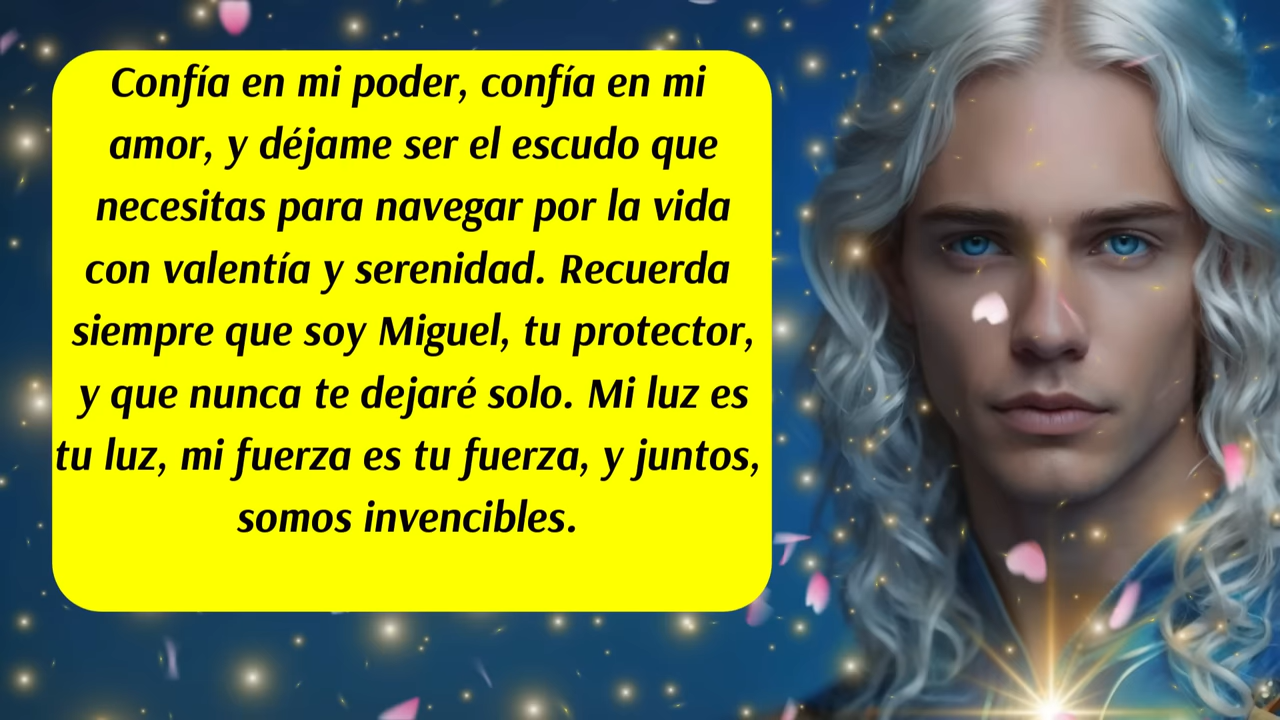 Confía en mi poder, confía en mi
amor, y déjame ser el escudo que
necesitas para navegar por la vida
con valentía y serenidad. Recuerda
siempre que soy Miguel, tu protector,
y que nunca te dejaré solo. Mi luz es
tu luz, mi fuerza es tu fuerza, y juntos,
somos invencibles.